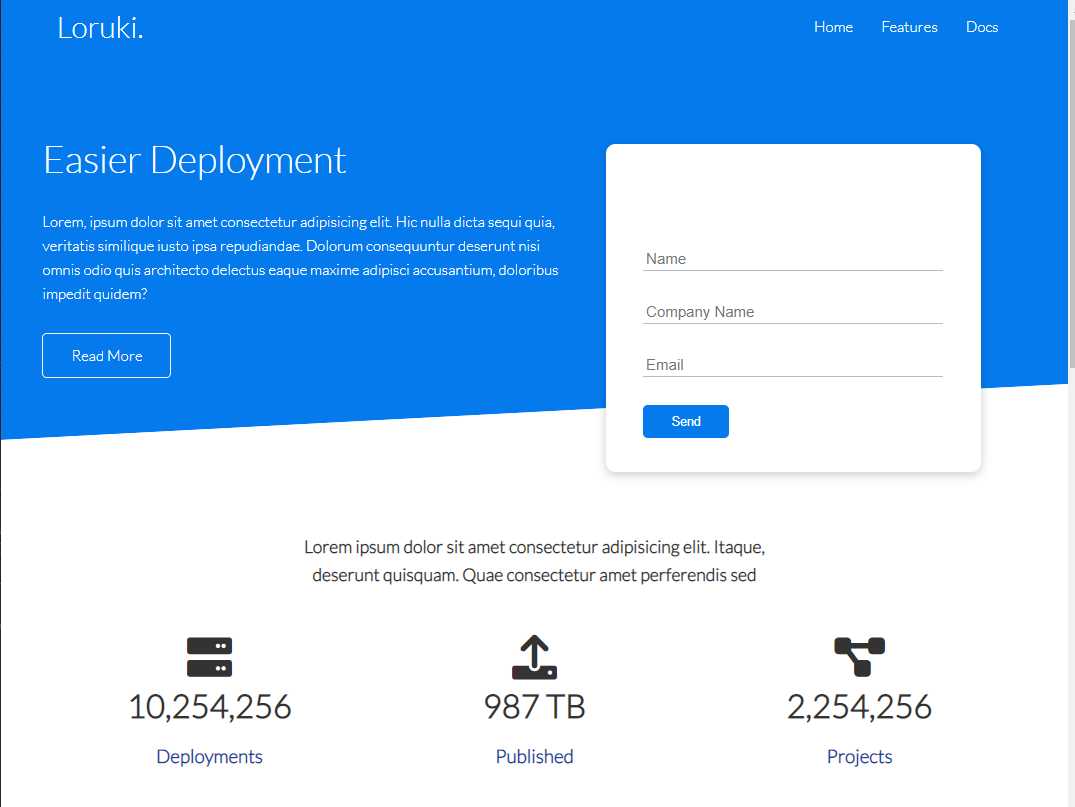 Loruki.
Home Features Docs
Easier Deployment
Lorem, ipsum dolor sit amet consectetur adipisicing elit. Hic nulla dicta sequi quia,
veritatis similique iusto ipsa repudiandae. Dolorum consequuntur deserunt nisi
omnis odio quis architecto delectus eaque maxime adipisci accusantium, doloribus
impedit quidem?
Read More
Name
Company Name
Email
Send
Lorem ipsum dolor sit amet consectetur adipisicing elit. Itaque,
deserunt quisquam. Quae consectetur amet perferendis sed
10,254,256
Deployments
987 TB
Published
2,254,256
Projects